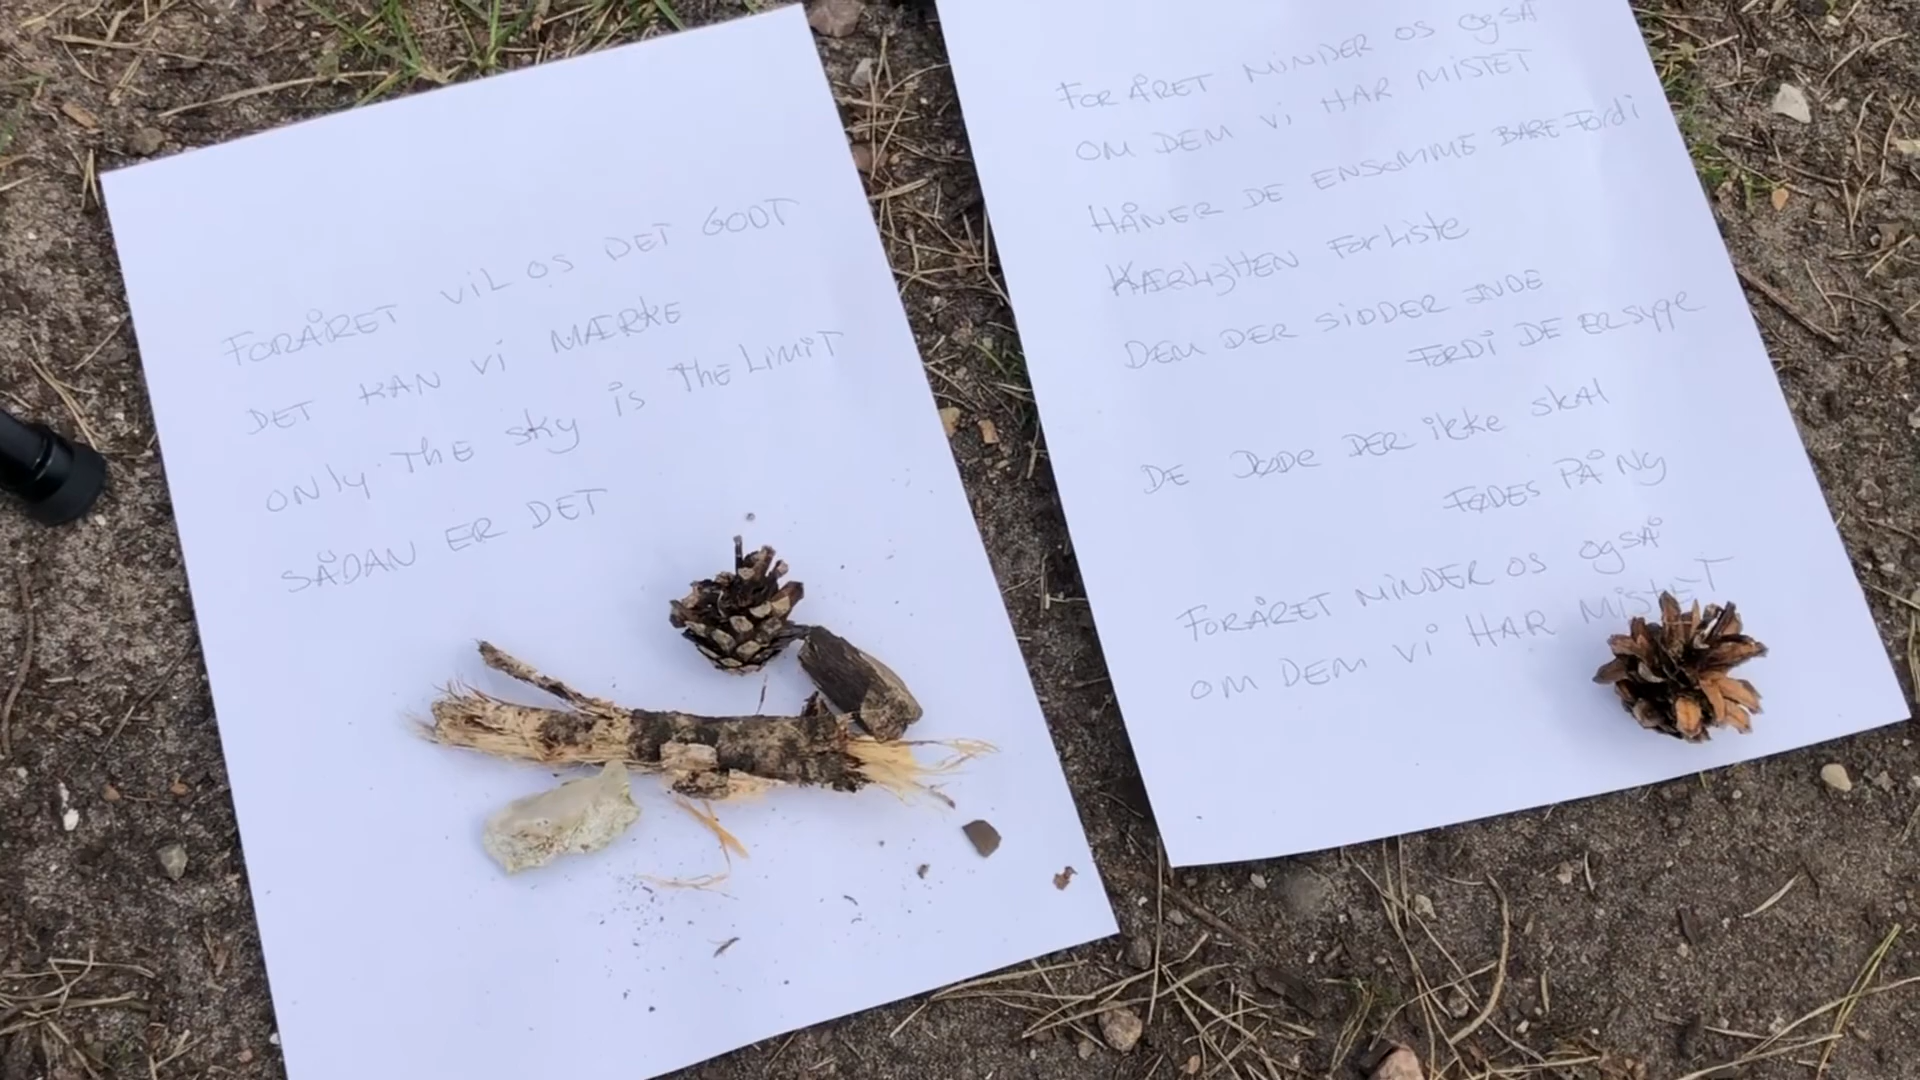 FORÅRET VIL OS DET GODT
DET KAN VI MÆRKE
ONly THE sky is The LIMIT
SÅDAN ER DET
FORÅRET MINDER OS OgSÅ
OM DEM Vi HAR MISTET
HÅNER DE ENSOMME BARE FORdi
KÆRLIgHEN FORListe
DEM DER SIDDER INDE
FORDI DE ER SYgE
DE DøDE DER ikke skal
FØDES PÅ NY
FORÅRET MINDER OS OgSÅ
OM DEM Vi HAR MISTET